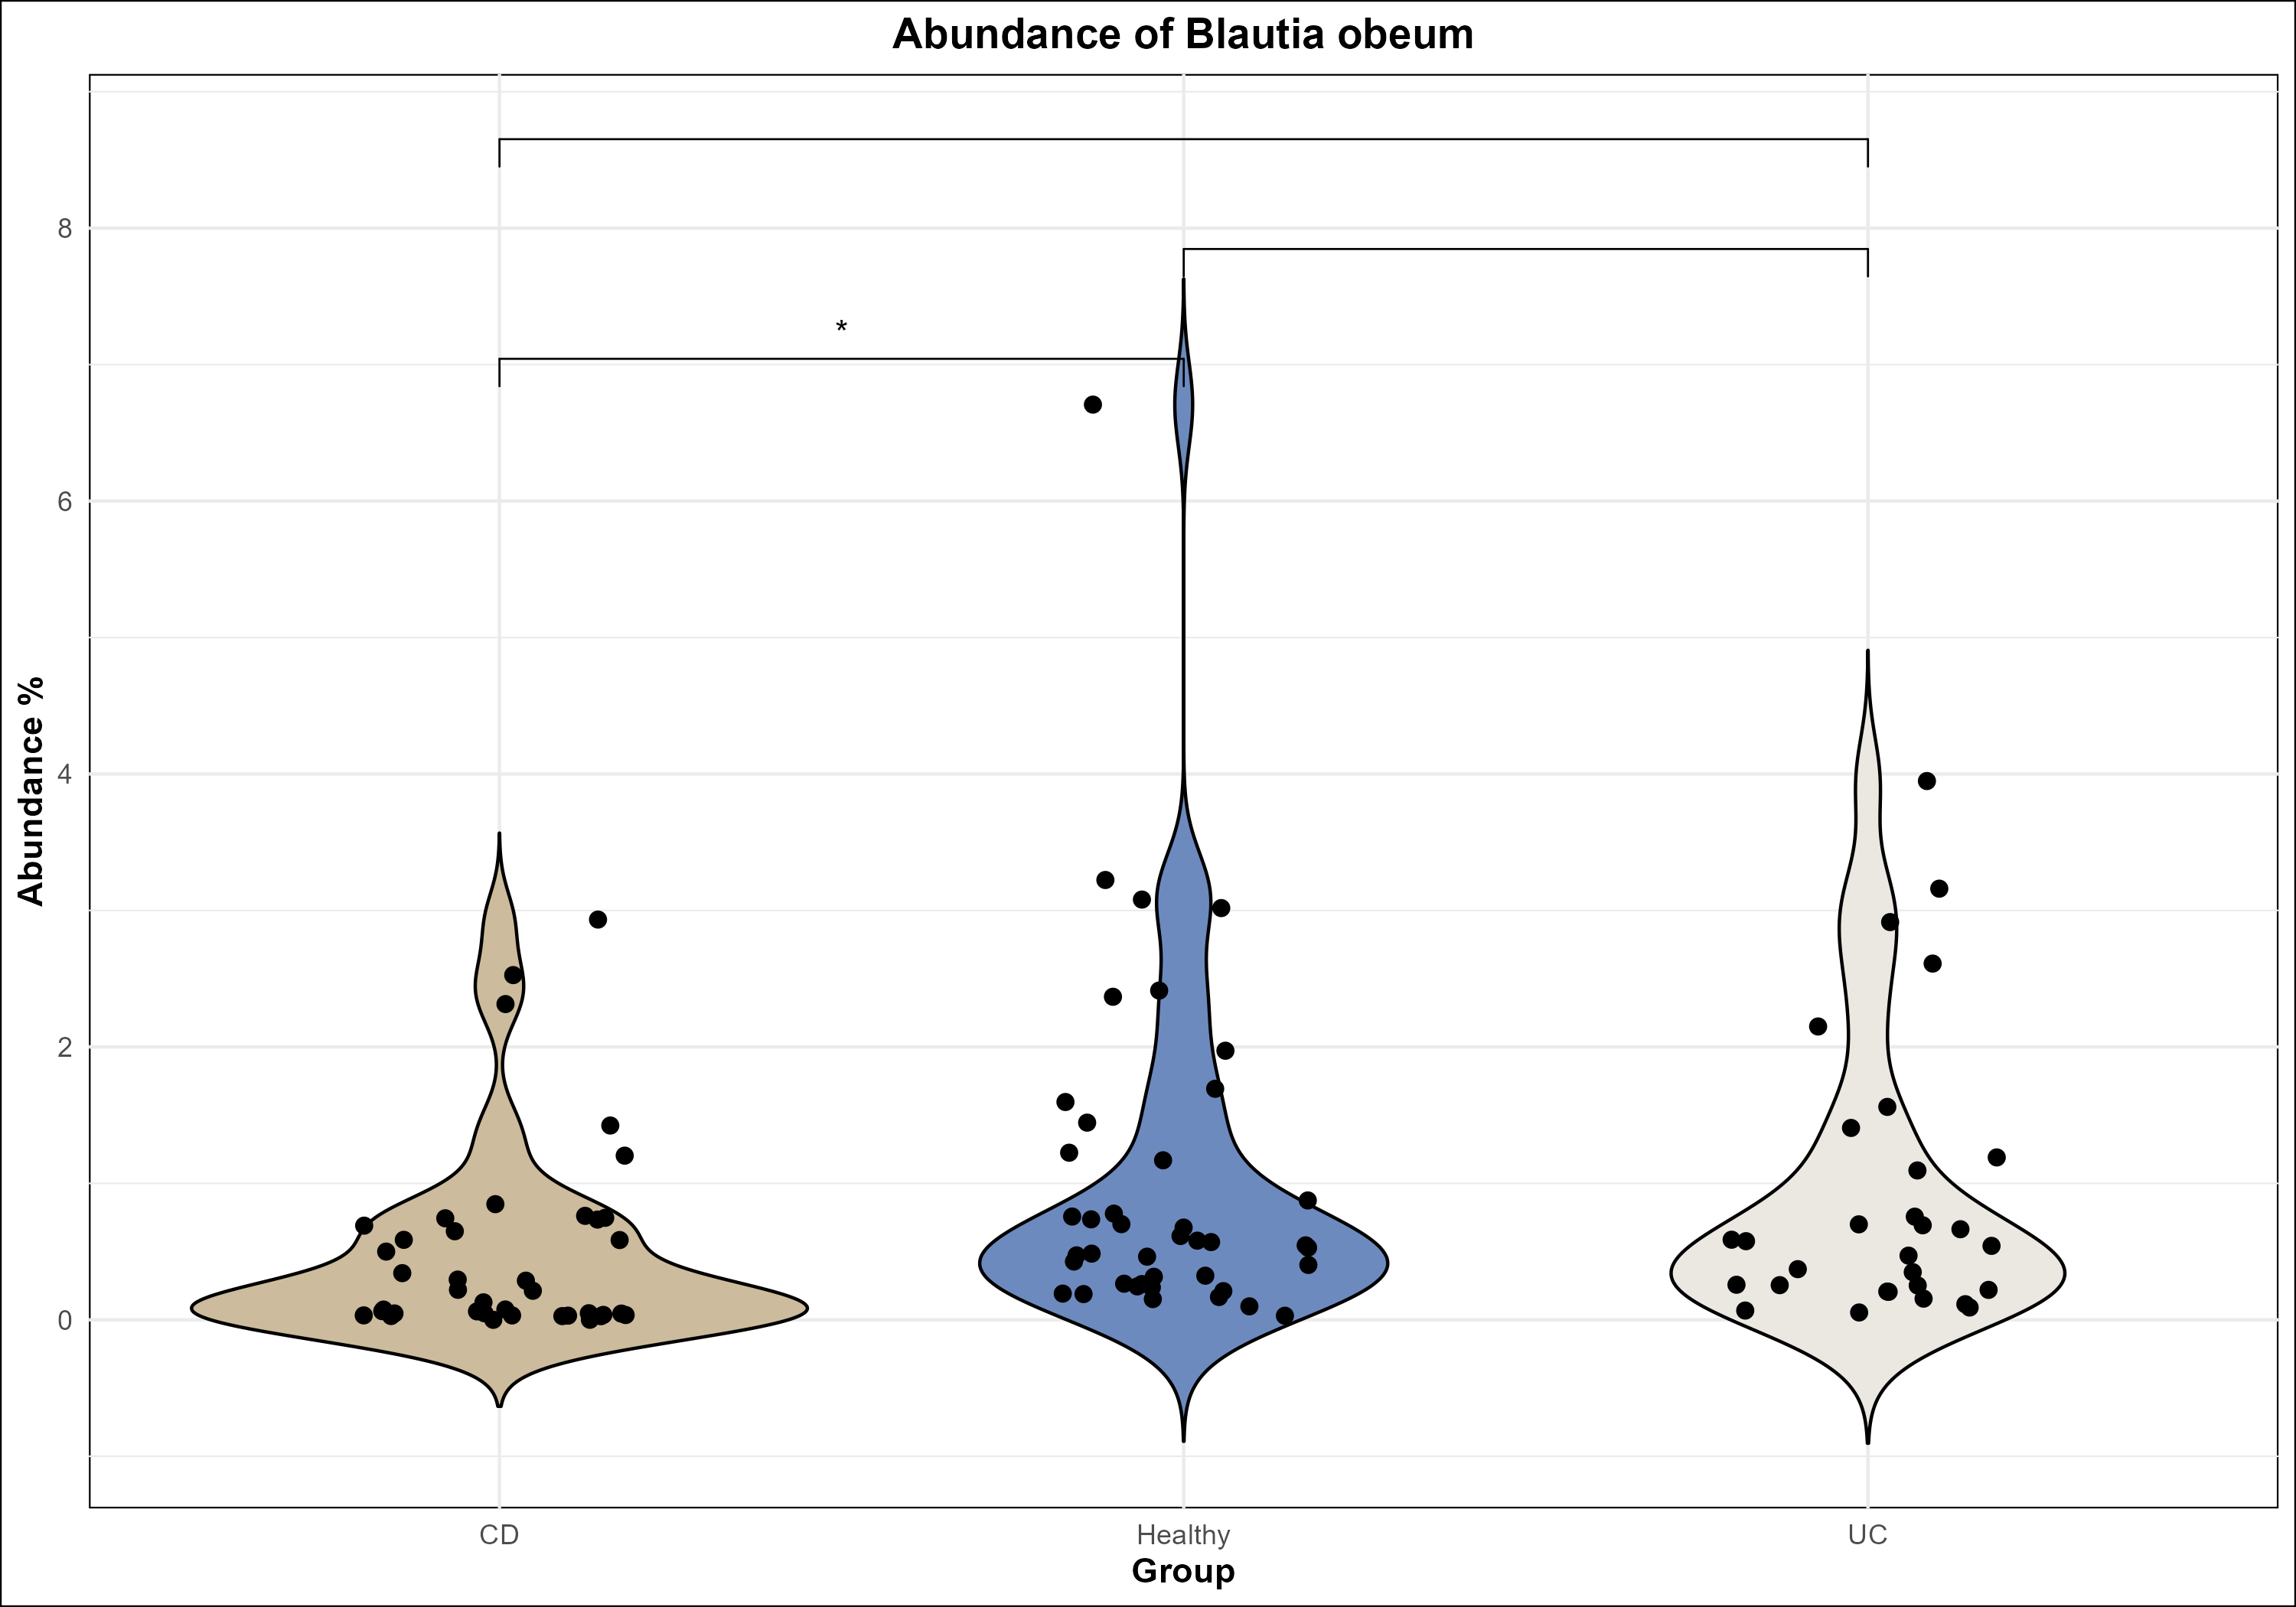 Abundance of Blautia obeum
Abundance %
8
6
4
2
0
*
CD
Healthy
UC
Group